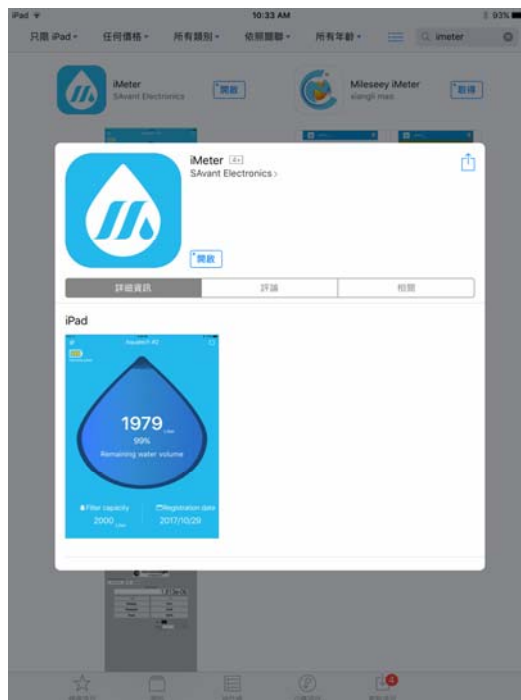 iPad
10:33 AM
93%
只限 iPad
任何價格
所有類別
依照關聯
所有年齡
imeter
iMeter
SAvant Electronics
開啟
Mileseey iMeter
xiangli mao
取得
iMeter 4+
SAvant Electronics
開啟
詳細資訊
評論
相關
iPad
Aquatech #2
1979 Liter
99%
Remaining water volume
Filter capacity
Registration date
2000 Liter
2017/10/29
4